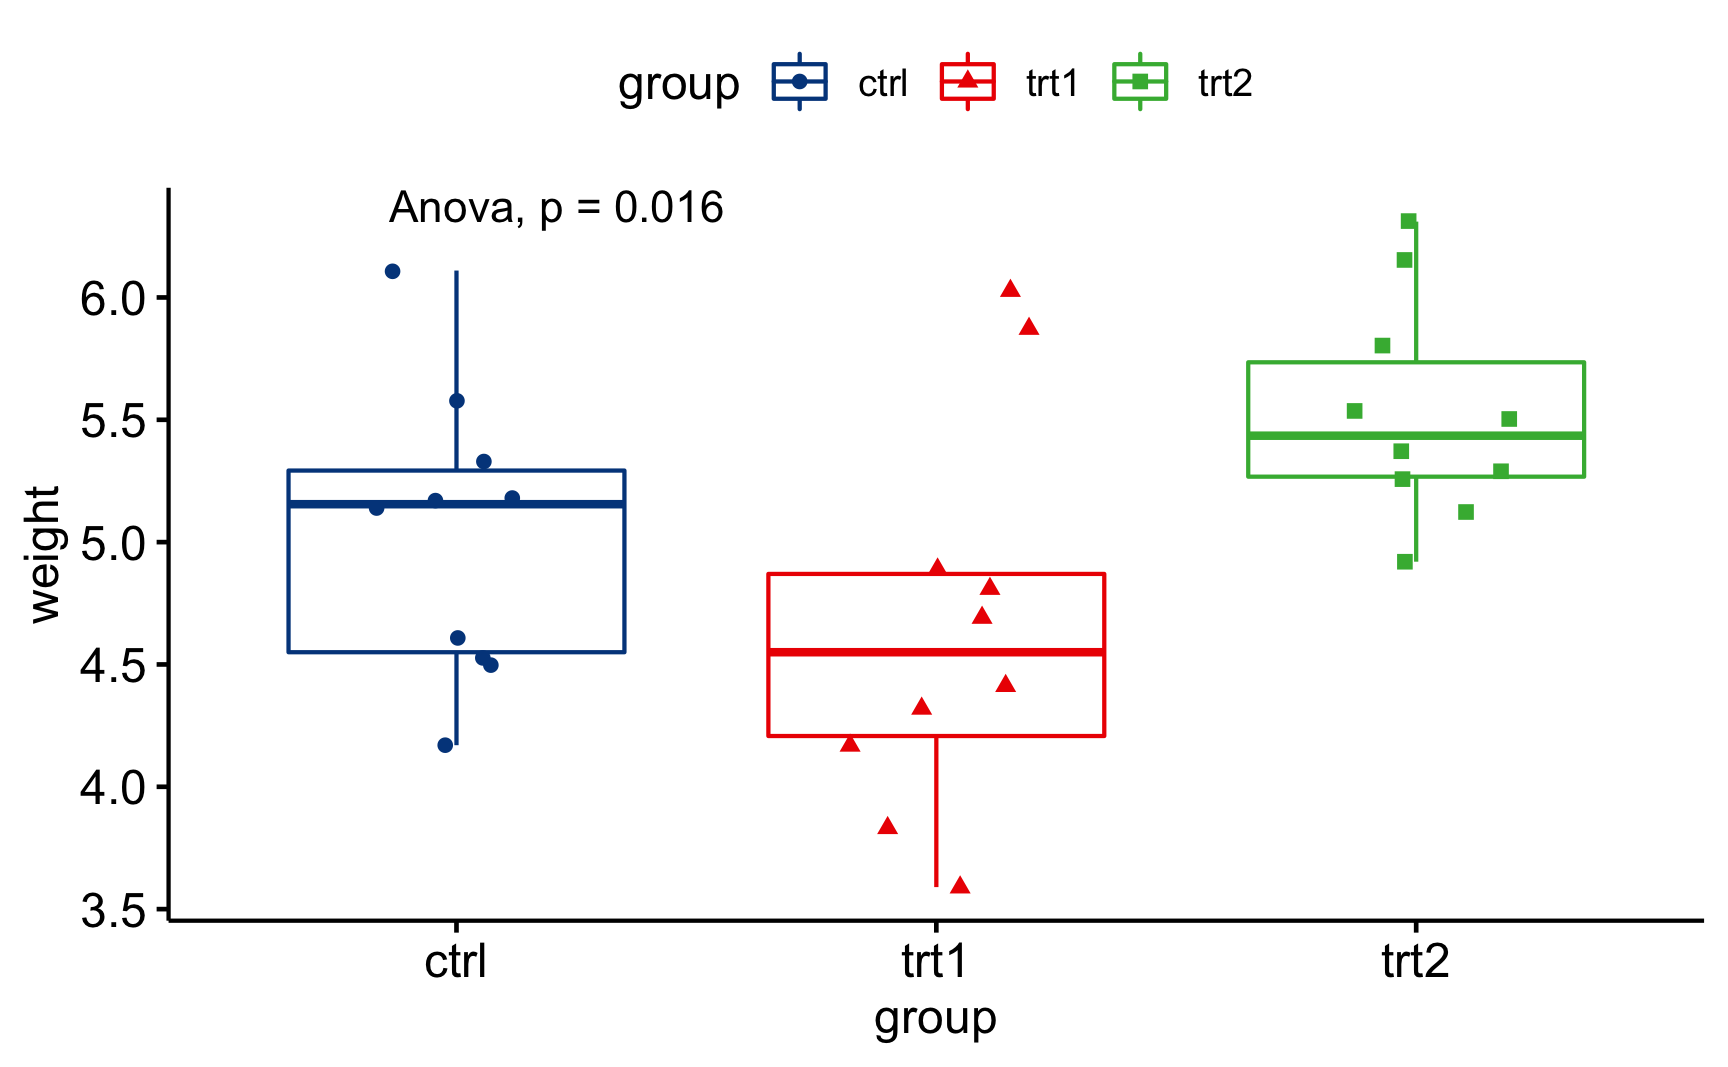 group ctrl trt1 trt2
Anova, p = 0.016
6.0
5.5
5.0
4.5
4.0
3.5
weight
ctrl trt1 trt2
group